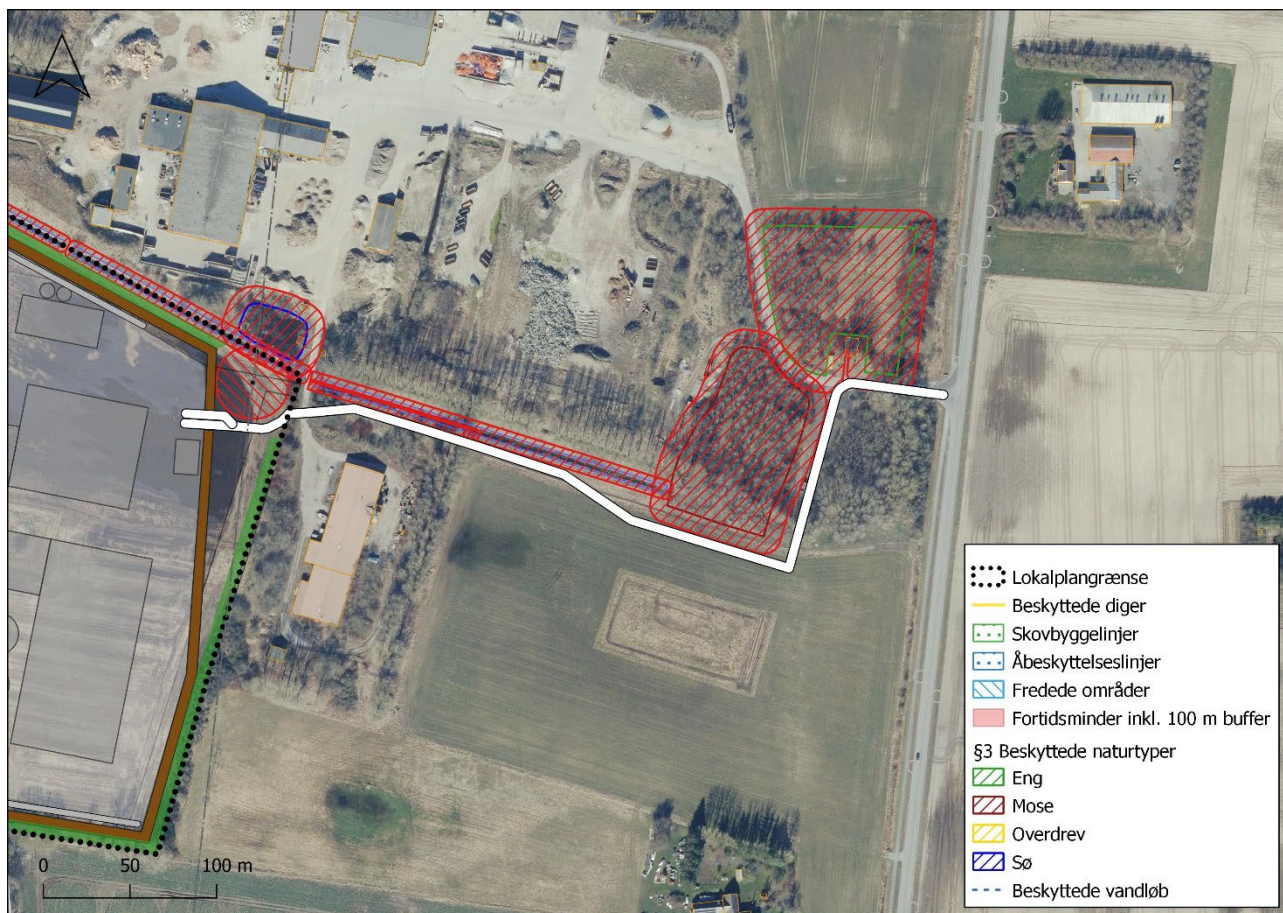 Lokalplangrænse
Beskyttede diger
Skovbyggelinjer
Åbeskyttelseslinjer
Fredede områder
Fortidsminder inkl. 100 m buffer
§3 Beskyttede naturtyper
Eng
Mose
Overdrev
Sø
Beskyttede vandløb
0 50 100 m